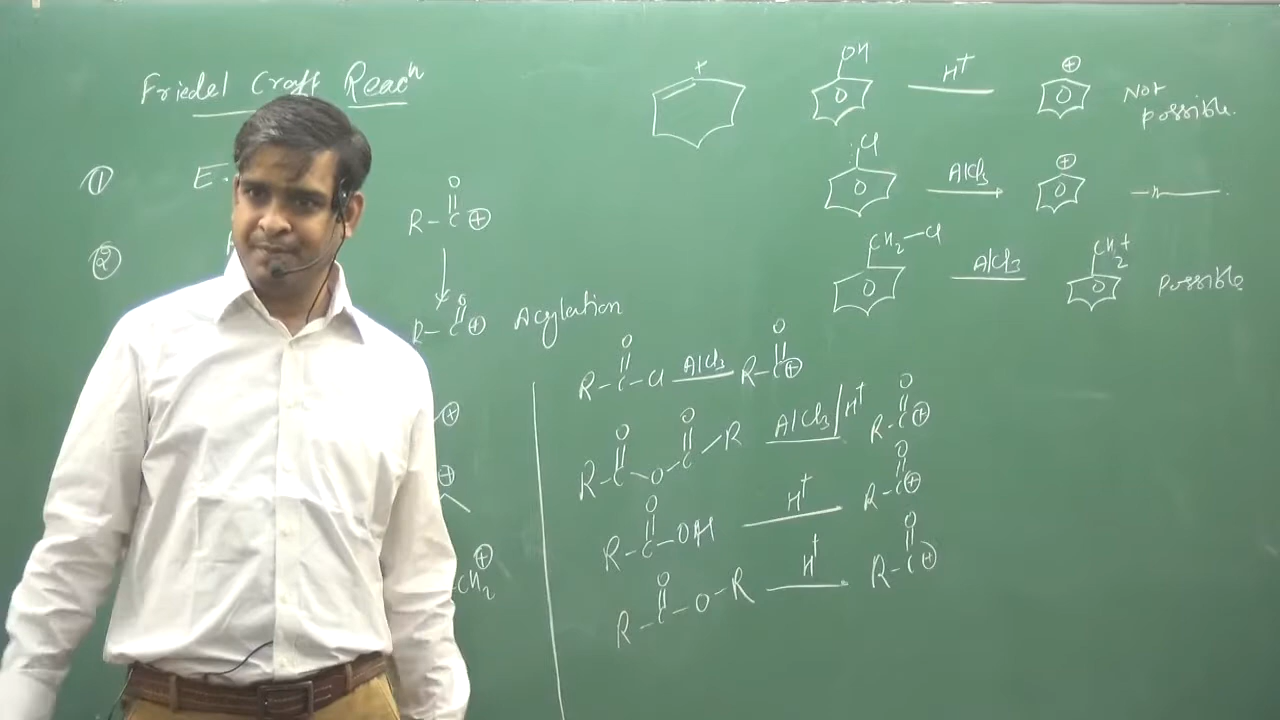 Friedel Craft Reacⁿ
① E.
②
R-C(=O)⊕
R-C(=O)⊕ Acylation
⊕
⊕
-CH₂⊕
+
OH H⁺ ⊕ Not possible.
Cl AlCl₃ ⊕
CH₂-Cl AlCl₃ CH₂⁺ possible
R-C(=O)-Cl AlCl₃ R-C(=O)⊕
R-C(=O)-O-C(=O)-R AlCl₃/H⁺ R-C(=O)⊕
R-C(=O)-OH H⁺ R-C(=O)⊕
R-C(=O)-O-R H⁺ R-C(=O)⊕